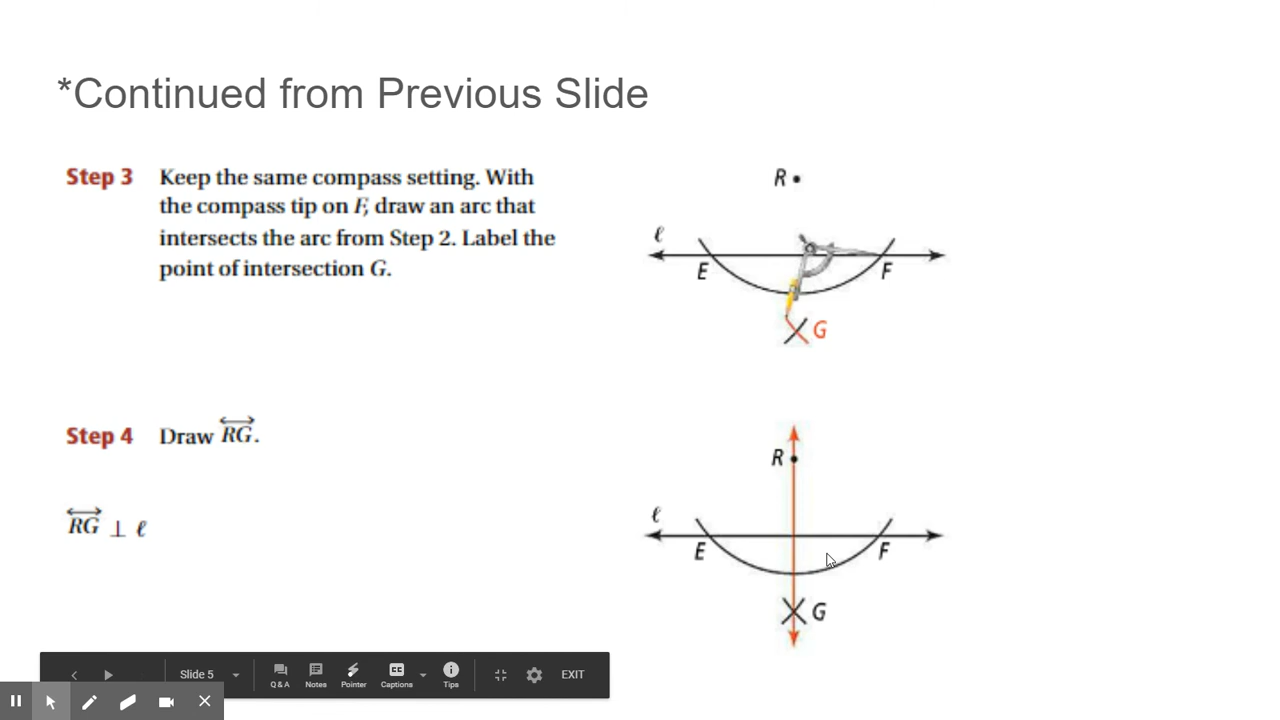 *Continued from Previous Slide
Step 3 Keep the same compass setting. With
the compass tip on F, draw an arc that
intersects the arc from Step 2. Label the
point of intersection G.
R
ℓ
E
F
G
Step 4 Draw RG.
RG ⊥ ℓ
R
ℓ
E
F
G
Slide 5
Q & A
Notes
Pointer
CC
Captions
Tips
EXIT